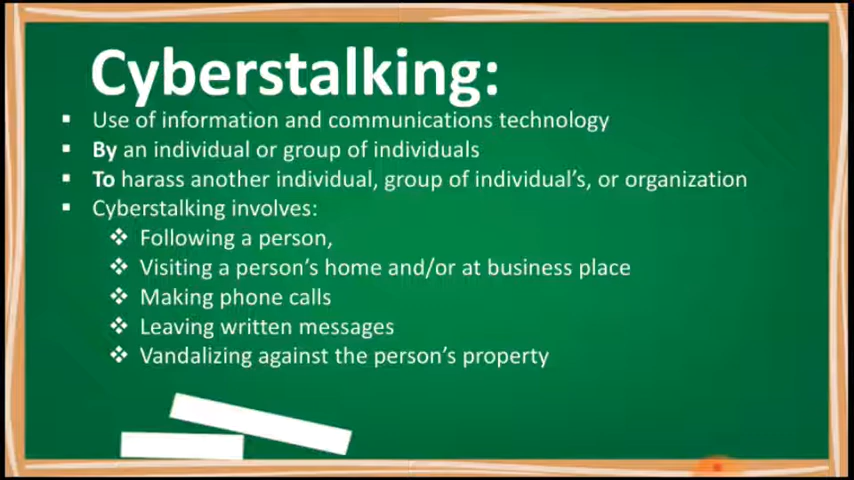 Cyberstalking:
▪ Use of information and communications technology
▪ By an individual or group of individuals
▪ To harass another individual, group of individual's, or organization
▪ Cyberstalking involves:
❖ Following a person,
❖ Visiting a person's home and/or at business place
❖ Making phone calls
❖ Leaving written messages
❖ Vandalizing against the person's property